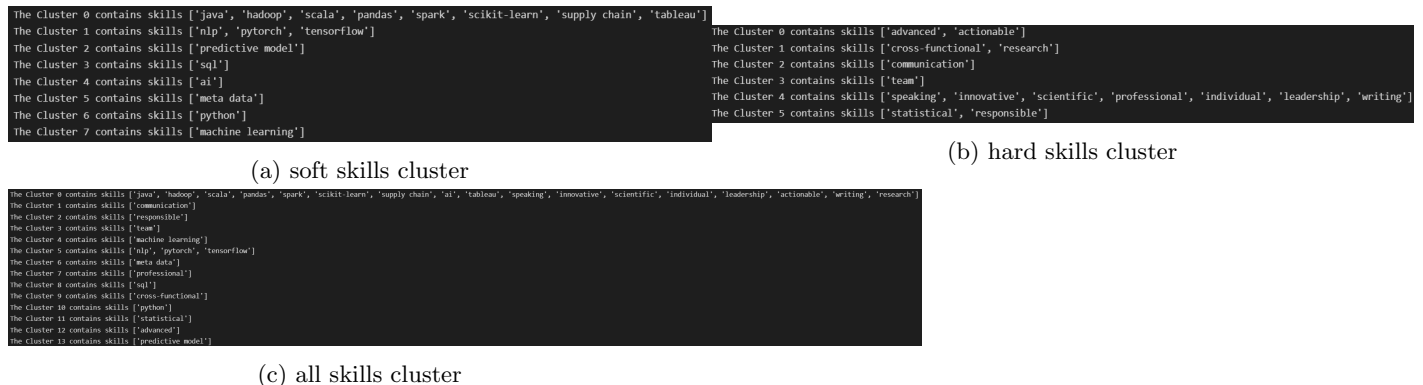 The Cluster 0 contains skills ['java', 'hadoop', 'scala', 'pandas', 'spark', 'scikit-learn', 'supply chain', 'tableau']
The Cluster 1 contains skills ['nlp', 'pytorch', 'tensorflow']
The Cluster 2 contains skills ['predictive model']
The Cluster 3 contains skills ['sql']
The Cluster 4 contains skills ['ai']
The Cluster 5 contains skills ['meta data']
The Cluster 6 contains skills ['python']
The Cluster 7 contains skills ['machine learning']
(a) soft skills cluster
The Cluster 0 contains skills ['advanced', 'actionable']
The Cluster 1 contains skills ['cross-functional', 'research']
The Cluster 2 contains skills ['communication']
The Cluster 3 contains skills ['team']
The Cluster 4 contains skills ['speaking', 'innovative', 'scientific', 'professional', 'individual', 'leadership', 'writing']
The Cluster 5 contains skills ['statistical', 'responsible']
(b) hard skills cluster
The Cluster 0 contains skills ['java', 'hadoop', 'scala', 'pandas', 'spark', 'scikit-learn', 'supply chain', 'ai', 'tableau', 'speaking', 'innovative', 'scientific', 'individual', 'leadership', 'actionable', 'writing', 'research']
The Cluster 1 contains skills ['communication']
The Cluster 2 contains skills ['responsible']
The Cluster 3 contains skills ['team']
The Cluster 4 contains skills ['machine learning']
The Cluster 5 contains skills ['nlp', 'pytorch', 'tensorflow']
The Cluster 6 contains skills ['meta data']
The Cluster 7 contains skills ['professional']
The Cluster 8 contains skills ['sql']
The Cluster 9 contains skills ['cross-functional']
The Cluster 10 contains skills ['python']
The Cluster 11 contains skills ['statistical']
The Cluster 12 contains skills ['advanced']
The Cluster 13 contains skills ['predictive model']
(c) all skills cluster